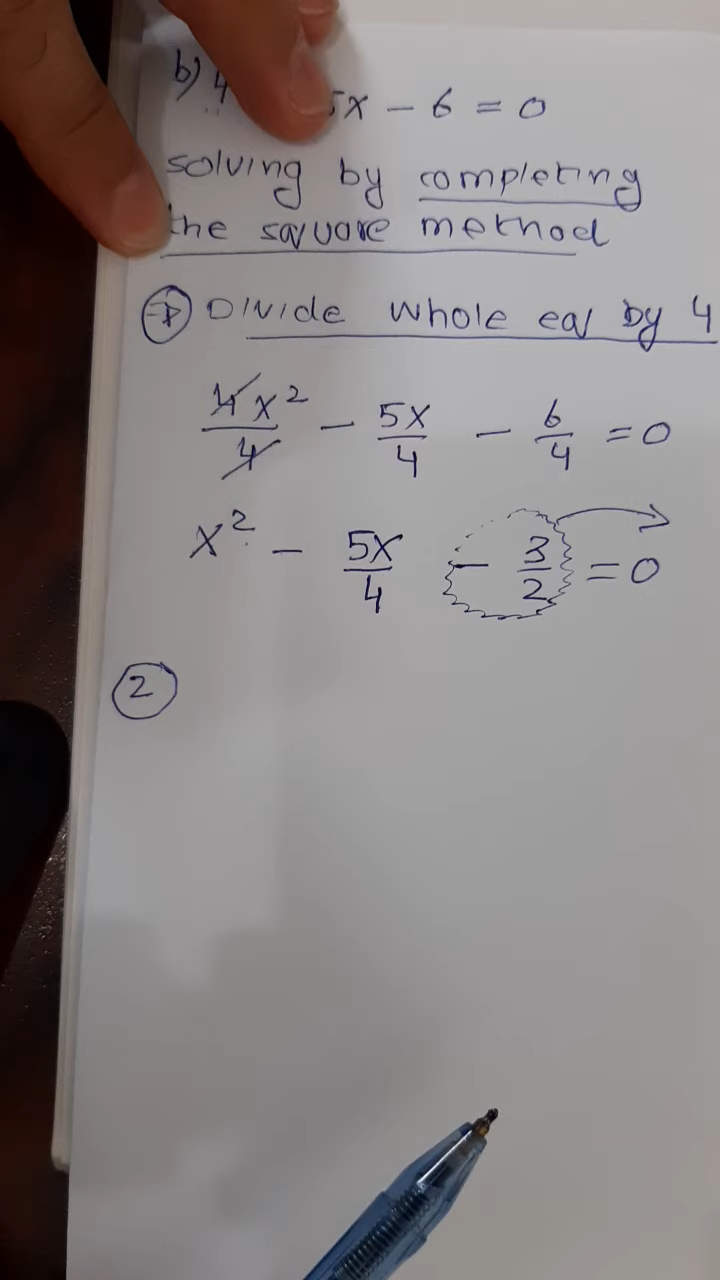 b) 4 5x - 6 = 0
solving by completing
the square method
① Divide whole eq by 4
4x²/4 - 5x/4 - 6/4 = 0
x² - 5x/4 - 3/2 = 0
②